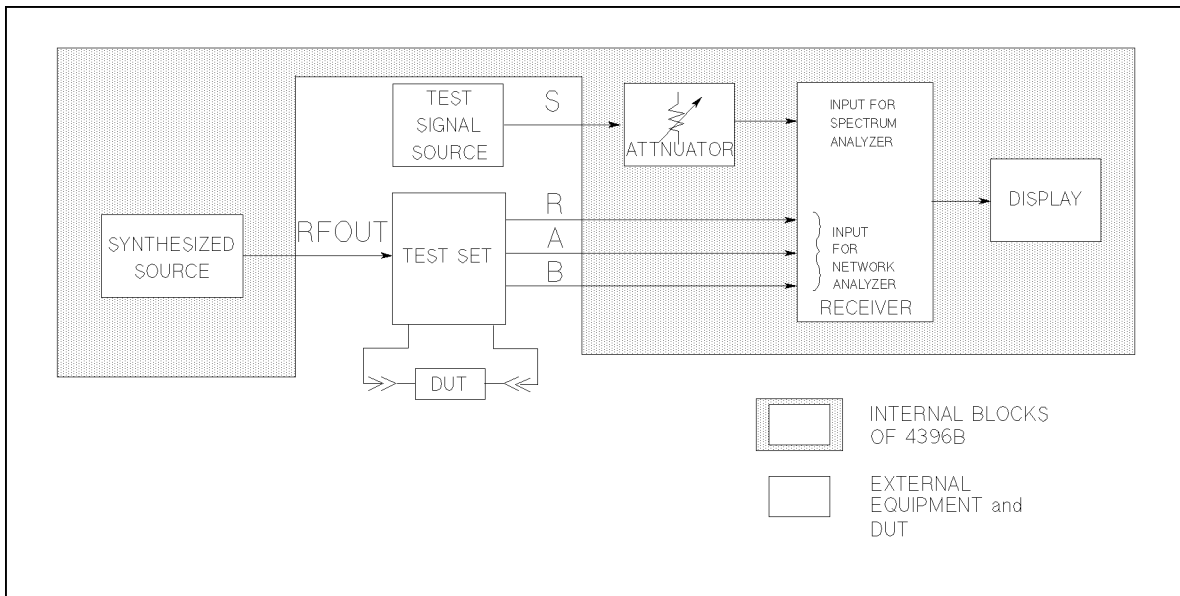 TEST
SIGNAL
SOURCE
S
ATTNUATOR
INPUT FOR
SPECTRUM
ANALYZER
DISPLAY
SYNTHESIZED
SOURCE
RFOUT
TEST SET
R
A
B
INPUT
FOR
NETWORK
ANALYZER
RECEIVER
DUT
INTERNAL BLOCKS
OF 4396B
EXTERNAL
EQUIPMENT and
DUT